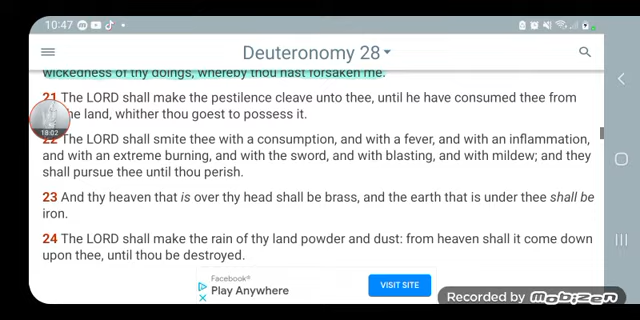 10:47
Deuteronomy 28
wickedness of thy doings, whereby thou hast forsaken me.
21 The LORD shall make the pestilence cleave unto thee, until he have consumed thee from
the land, whither thou goest to possess it.
18:02
22 The LORD shall smite thee with a consumption, and with a fever, and with an inflammation,
and with an extreme burning, and with the sword, and with blasting, and with mildew; and they
shall pursue thee until thou perish.
23 And thy heaven that is over thy head shall be brass, and the earth that is under thee shall be
iron.
24 The LORD shall make the rain of thy land powder and dust: from heaven shall it come down
upon thee, until thou be destroyed.
Facebook
Play Anywhere
VISIT SITE
Recorded by Mobizen